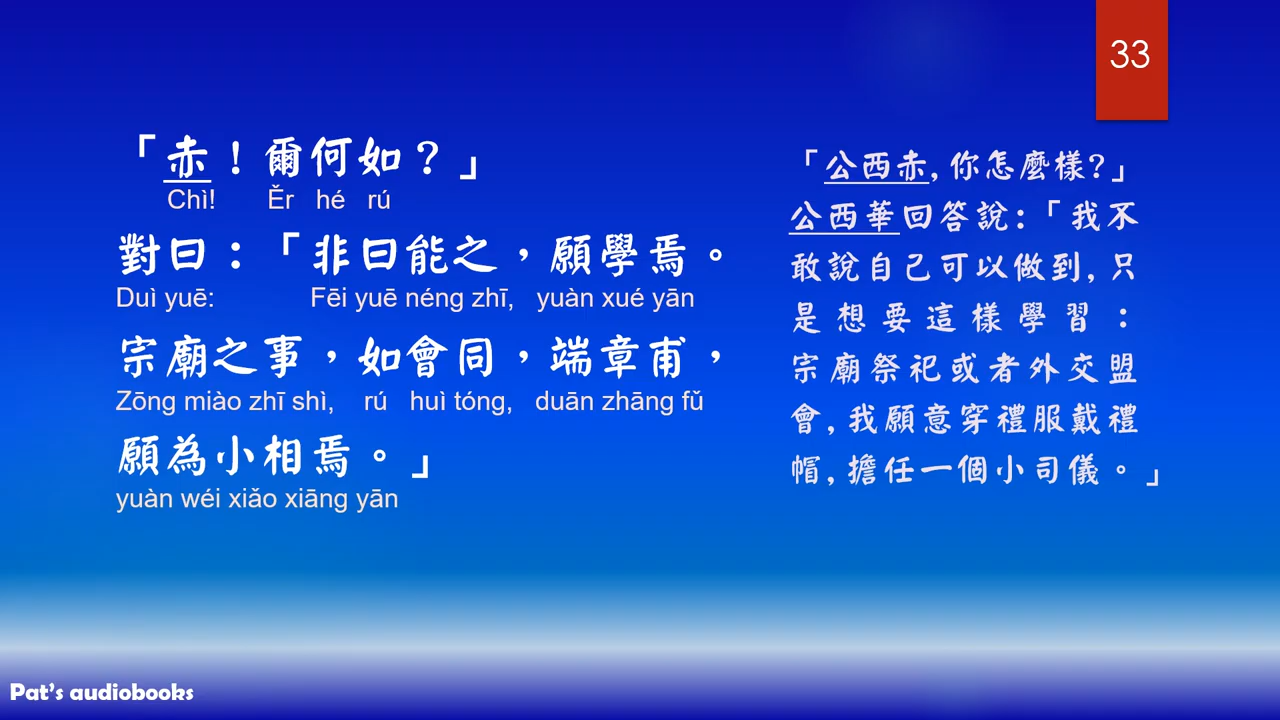 33
「赤！爾何如？」
Chì! Ěr hé rú
對曰：「非曰能之，願學焉。
Duì yuē: Fēi yuē néng zhī, yuàn xué yān
宗廟之事，如會同，端章甫，
Zōng miào zhī shì, rú huì tóng, duān zhāng fǔ
願為小相焉。」
yuàn wéi xiǎo xiāng yān
「公西赤,你怎麼樣?」
公西華回答說:「我不
敢說自己可以做到,只
是想要這樣學習：
宗廟祭祀或者外交盟
會,我願意穿禮服戴禮
帽,擔任一個小司儀。」
Pat's audiobooks